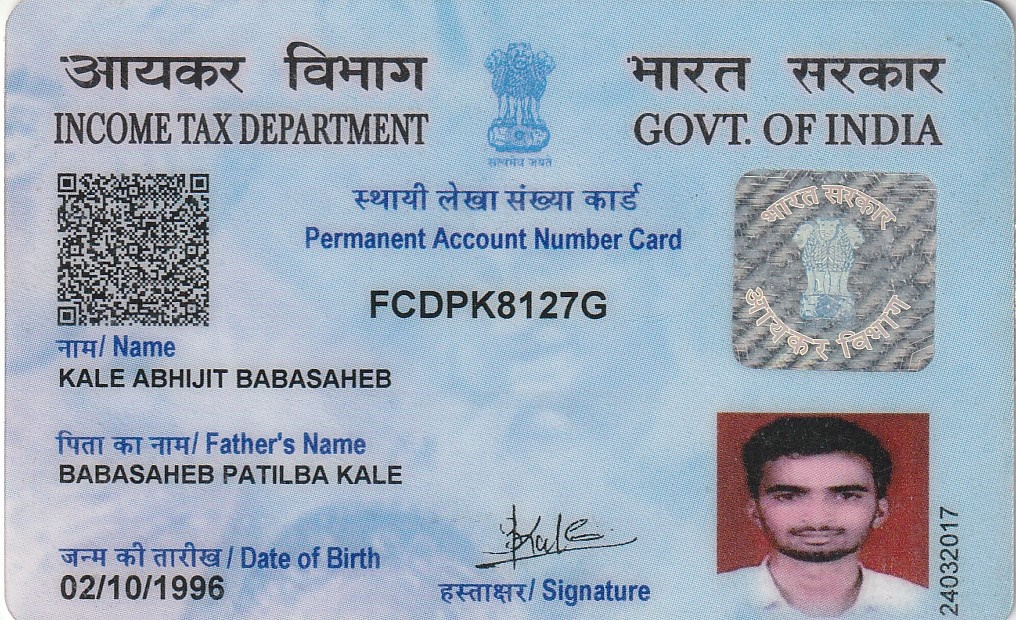 आयकर विभाग
INCOME TAX DEPARTMENT
सत्यमेव जयते
भारत सरकार
GOVT. OF INDIA
स्थायी लेखा संख्या कार्ड
Permanent Account Number Card
FCDPK8127G
भारत सरकार
आयकर विभाग
नाम/ Name
KALE ABHIJIT BABASAHEB
पिता का नाम/ Father's Name
BABASAHEB PATILBA KALE
जन्म की तारीख / Date of Birth
02/10/1996
Kale
हस्ताक्षर/ Signature
24032017